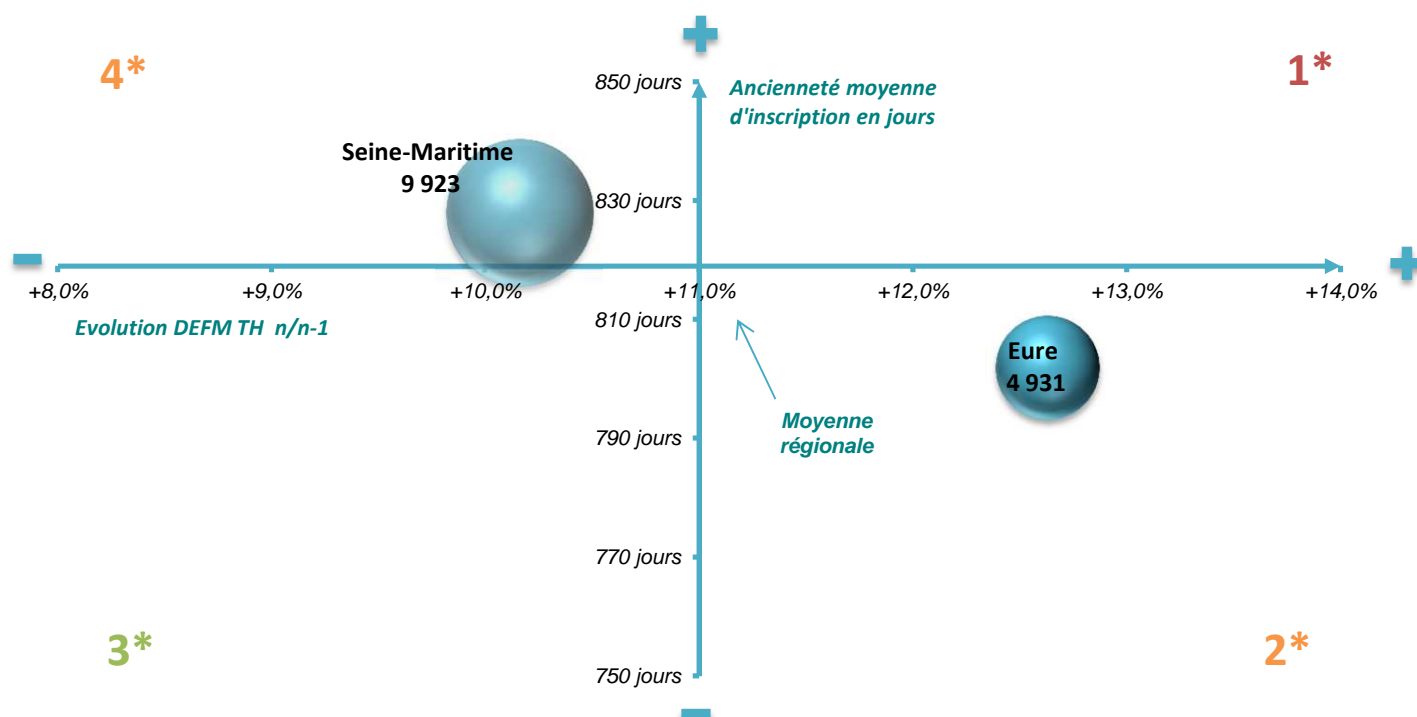 4*
1*
850 jours
Ancienneté moyenne
d'inscription en jours
Seine-Maritime
9 923
830 jours
+8,0%
+9,0%
+10,0%
+11,0%
+12,0%
+13,0%
+14,0%
Evolution DEFM TH n/n-1
810 jours
Eure
4 931
Moyenne
régionale
790 jours
770 jours
3*
2*
750 jours